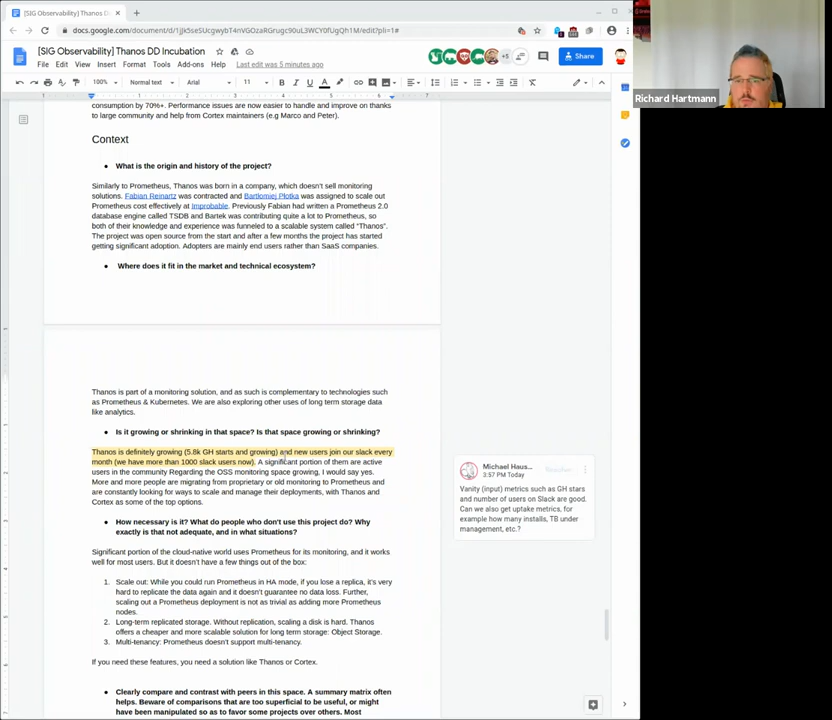 [SIG Observability] Thanos DD Incubation
docs.google.com/document/d/1jjk5se5UcgwybT4nVGOzaRGrugc90uL3WCY0fUgQh1M/edit?pli=1#
[SIG Observability] Thanos DD Incubation
File Edit View Insert Format Tools Add-ons Help Last edit was 5 minutes ago
+5
Share
100% Normal text Arial 11
consumption by 70%+. Performance issues are now easier to handle and improve on thanks
to large community and help from Cortex maintainers (e.g Marco and Peter).
Context
● What is the origin and history of the project?
Similarly to Prometheus, Thanos was born in a company, which doesn't sell monitoring
solutions. Fabian Reinartz was contracted and Bartlomiej Plotka was assigned to scale out
Prometheus cost effectively at Improbable. Previously Fabian had written a Prometheus 2.0
database engine called TSDB and Bartek was contributing quite a lot to Prometheus, so
both of their knowledge and experience was funneled to a scalable system called "Thanos".
The project was open source from the start and after a few months the project has started
getting significant adoption. Adopters are mainly end users rather than SaaS companies.
● Where does it fit in the market and technical ecosystem?
Thanos is part of a monitoring solution, and as such is complementary to technologies such
as Prometheus & Kubernetes. We are also exploring other uses of long term storage data
like analytics.
● Is it growing or shrinking in that space? Is that space growing or shrinking?
Thanos is definitely growing (5.8k GH starts and growing) and new users join our slack every
month (we have more than 1000 slack users now). A significant portion of them are active
users in the community Regarding the OSS monitoring space growing, I would say yes.
More and more people are migrating from proprietary or old monitoring to Prometheus and
are constantly looking for ways to scale and manage their deployments, with Thanos and
Cortex as some of the top options.
● How necessary is it? What do people who don't use this project do? Why
exactly is that not adequate, and in what situations?
Significant portion of the cloud-native world uses Prometheus for its monitoring, and it works
well for most users. But it doesn't have a few things out of the box:
1. Scale out: While you could run Prometheus in HA mode, if you lose a replica, it's very
hard to replicate the data again and it doesn't guarantee no data loss. Further,
scaling out a Prometheus deployment is not as trivial as adding more Prometheus
nodes.
2. Long-term replicated storage. Without replication, scaling a disk is hard. Thanos
offers a cheaper and more scalable solution for long term storage: Object Storage.
3. Multi-tenancy: Prometheus doesn't support multi-tenancy.
If you need these features, you need a solution like Thanos or Cortex.
● Clearly compare and contrast with peers in this space. A summary matrix often
helps. Beware of comparisons that are too superficial to be useful, or might
have been manipulated so as to favor some projects over others. Most
Michael Haus...
3:57 PM Today
Resolve
Vanity (input) metrics such as GH stars
and number of users on Slack are good.
Can we also get uptake metrics, for
example how many installs, TB under
management, etc.?
Richard Hartmann